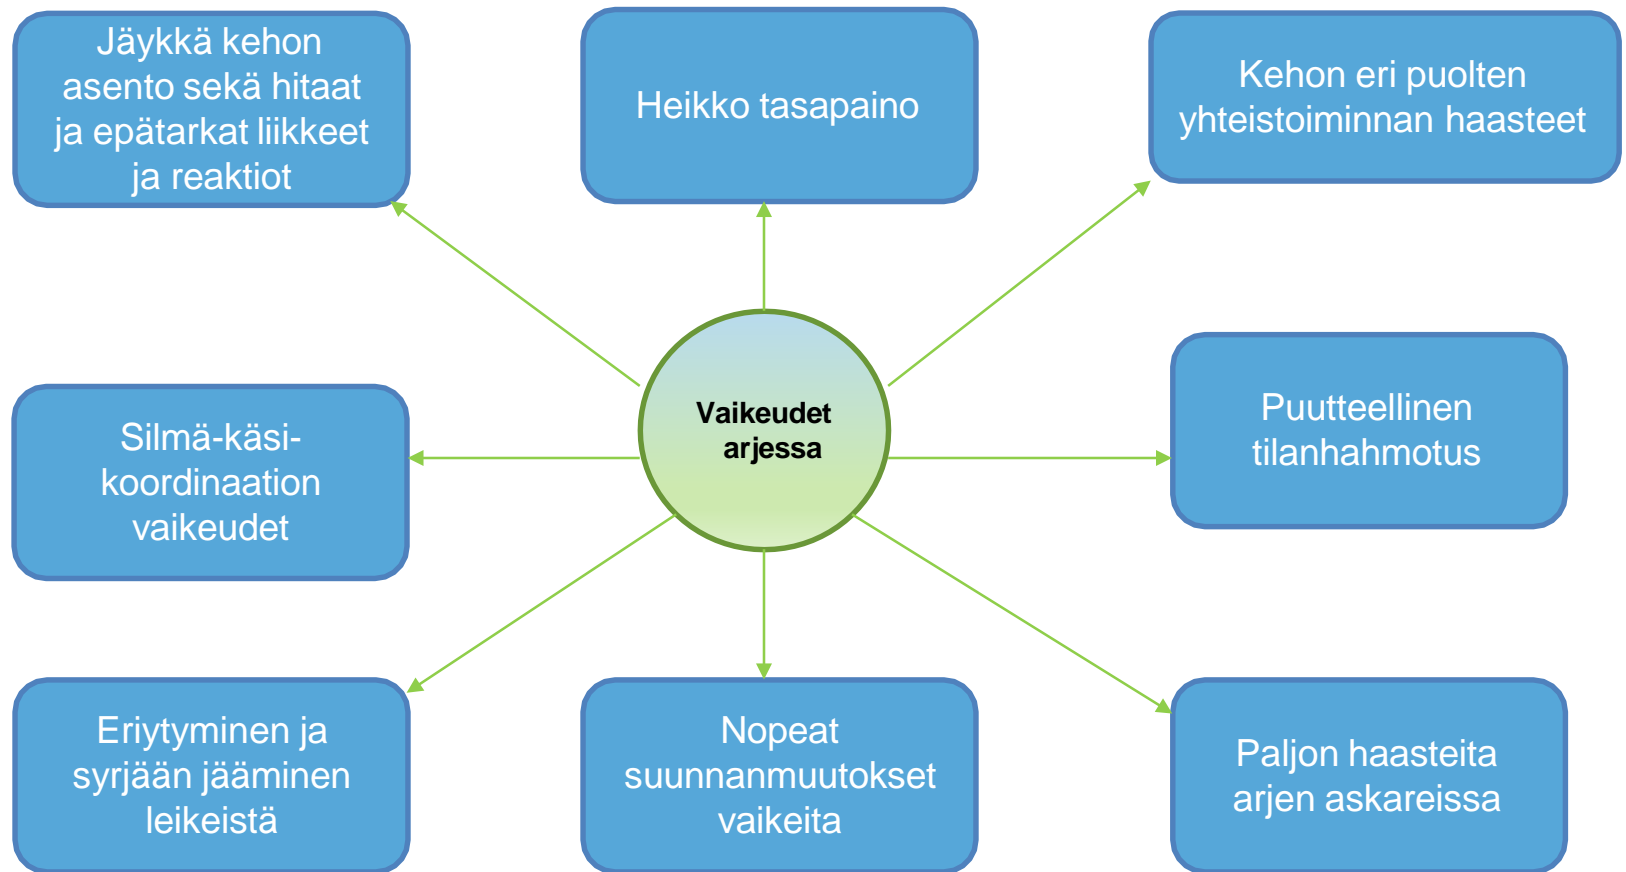 Jäykkä kehon
asento sekä hitaat
ja epätarkat liikkeet
ja reaktiot
Heikko tasapaino
Kehon eri puolten
yhteistoiminnan haasteet
Vaikeudet
arjessa
Silmä-käsi-
koordinaation
vaikeudet
Puutteellinen
tilanhahmotus
Eriytyminen ja
syrjään jääminen
leikeistä
Nopeat
suunnanmuutokset
vaikeita
Paljon haasteita
arjen askareissa